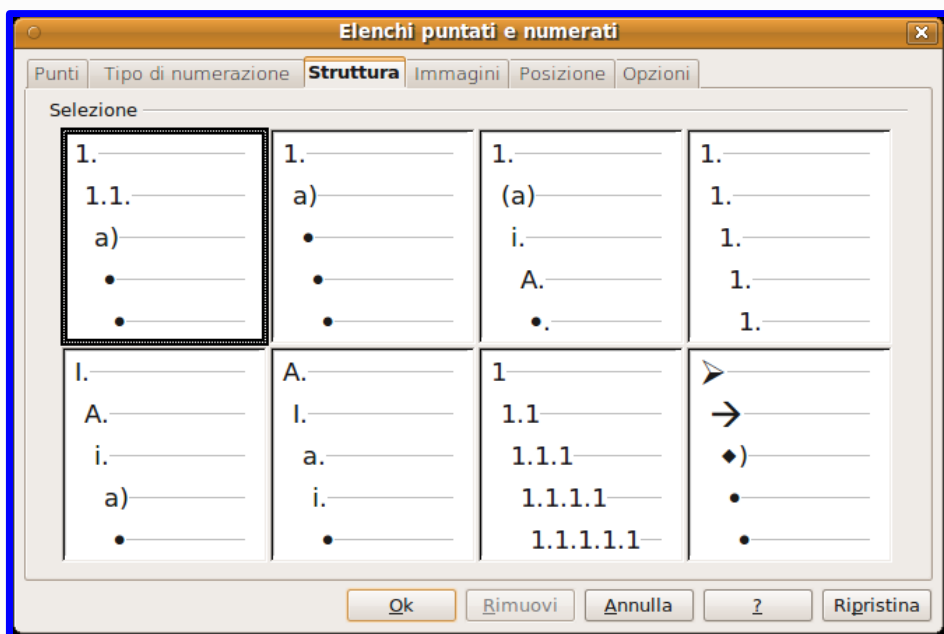 Elenchi puntati e numerati
Punti Tipo di numerazione Struttura Immagini Posizione Opzioni
Selezione
1. 1. 1. 1.
1.1. a) (a) 1.
a) • i. 1.
• • A. 1.
• • •. 1.
I. A. 1 ➢
A. I. 1.1 →
i. a. 1.1.1 ◆)
a) i. 1.1.1.1 •
• • 1.1.1.1.1 •
Ok Rimuovi Annulla ? Ripristina